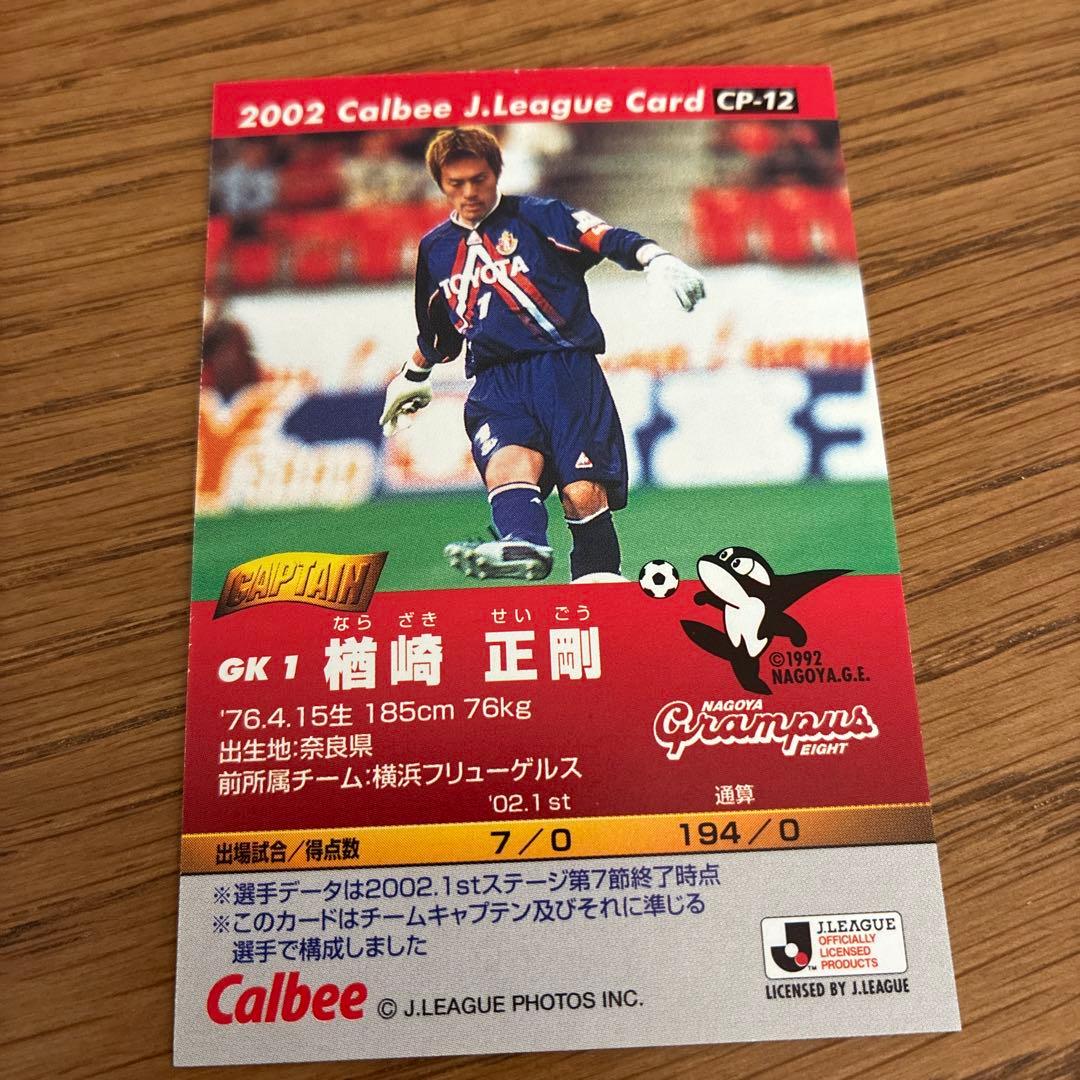 2002 Calbee J.League Card CP-12
TOYOTA
1
1
CAPTAIN
なら ざき せい ごう
GK 1 楢﨑 正剛
©1992
NAGOYA.G.E.
'76.4.15生 185cm 76kg
出生地:奈良県
前所属チーム:横浜フリューゲルス
NAGOYA
Grampus
EIGHT
'02.1st 通算
出場試合/得点数 7/0 194/0
※選手データは2002.1stステージ第7節終了時点
※このカードはチームキャプテン及びそれに準じる
選手で構成しました
Calbee © J.LEAGUE PHOTOS INC.
J.LEAGUE
OFFICIALLY
LICENSED
PRODUCTS
TM
LICENSED BY J.LEAGUE